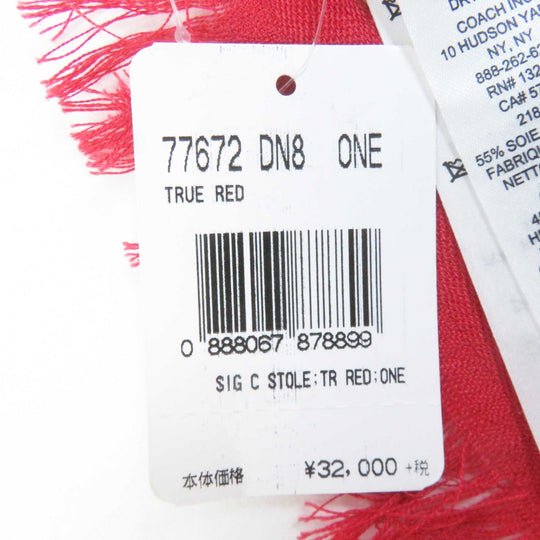 77672 DN8 ONE
TRUE RED
0 888067 878899
SIG C STOLE;TR RED;ONE
本体価格 ¥32,000 +税
COACH INC
10 HUDSON YAR
NY, NY
888-262-6
RN# 132
CA# 57
218
55% SOIE
FABRIQU
NETT